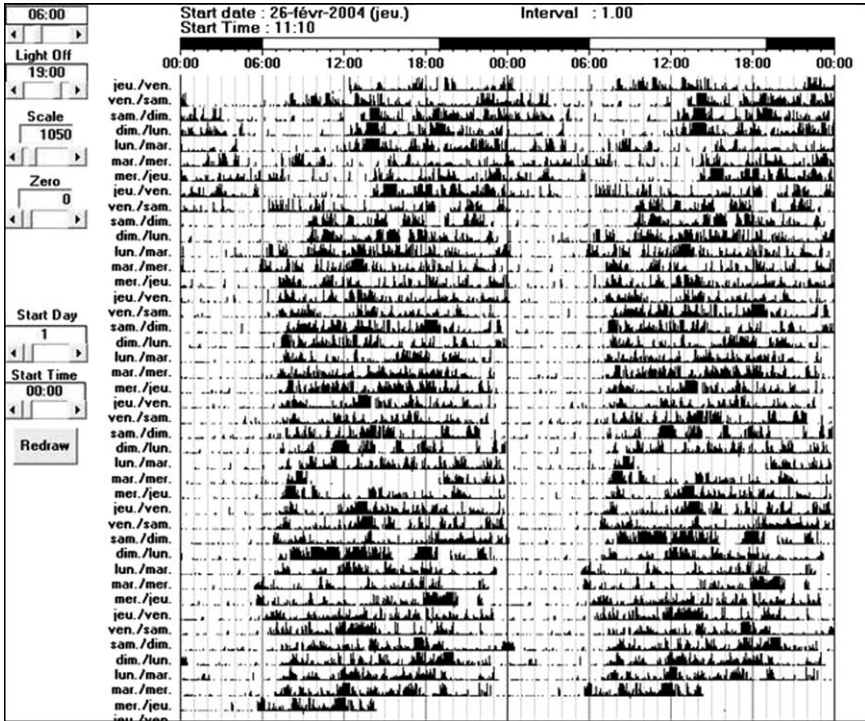 06:00
Light Off
19:00
Scale
1050
Zero
0
Start Day
1
Start Time
00:00
Redraw
Start date : 26-févr-2004 (jeu.) Interval : 1.00
Start Time : 11:10
00:00 06:00 12:00 18:00 00:00 06:00 12:00 18:00 00:00
jeu./ven.
ven./sam.
sam./dim.
dim./lun.
lun./mar.
mar./mer.
mer./jeu.
jeu./ven.
ven./sam.
sam./dim.
dim./lun.
lun./mar.
mar./mer.
mer./jeu.
jeu./ven.
ven./sam.
sam./dim.
dim./lun.
lun./mar.
mar./mer.
mer./jeu.
jeu./ven.
ven./sam.
sam./dim.
dim./lun.
lun./mar.
mar./mer.
mer./jeu.
jeu./ven.
ven./sam.
sam./dim.
dim./lun.
lun./mar.
mar./mer.
mer./jeu.
jeu./ven.
ven./sam.
sam./dim.
dim./lun.
lun./mar.
mar./mer.
mer./jeu.
jeu./ven.